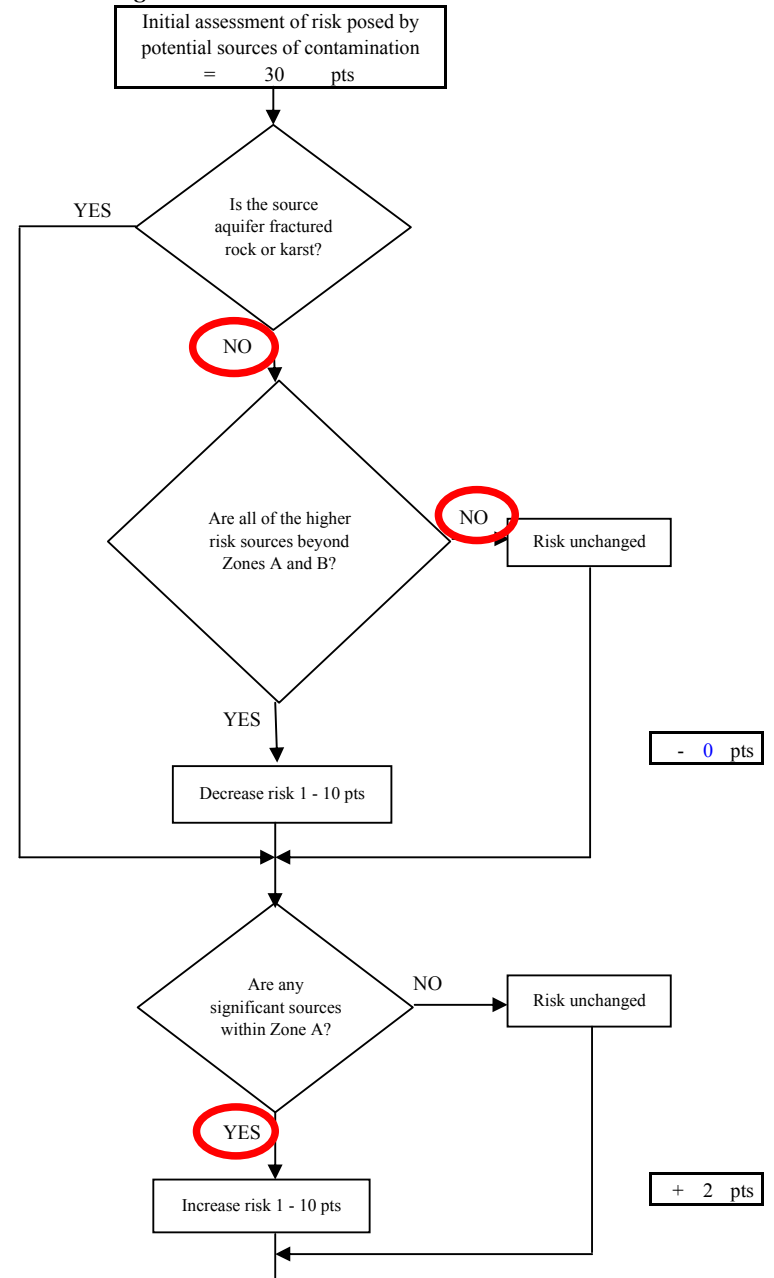 Initial assessment of risk posed by
potential sources of contamination
= 30 pts
YES
Is the source
aquifer fractured
rock or karst?
NO
Are all of the higher
risk sources beyond
Zones A and B?
NO
Risk unchanged
YES
- 0 pts
Decrease risk 1 - 10 pts
Are any
significant sources
within Zone A?
NO
Risk unchanged
YES
+ 2 pts
Increase risk 1 - 10 pts